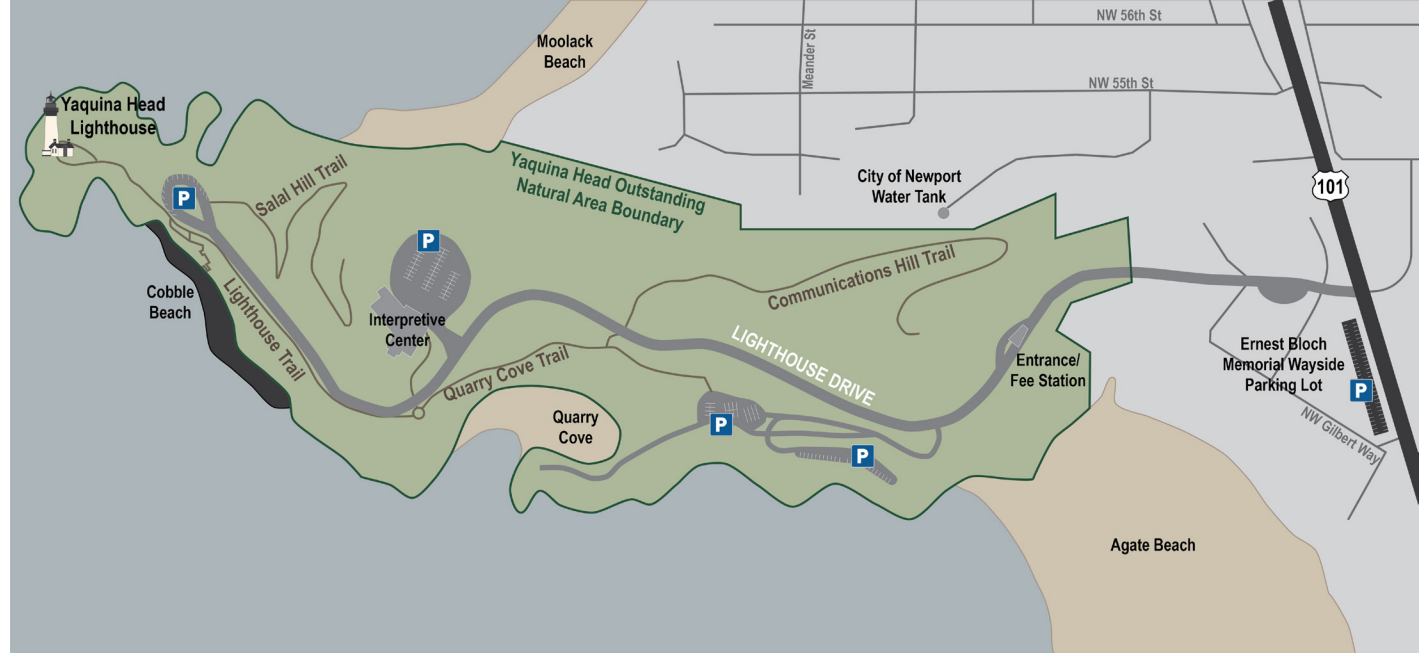 NW 56th St
Meander St
Moolack
Beach
NW 55th St
Yaquina Head
Lighthouse
Yaquina Head Outstanding
Natural Area Boundary
Salal Hill Trail
City of Newport
Water Tank
101
P
P
Communications Hill Trail
Cobble
Beach
Lighthouse Trail
Interpretive
Center
LIGHTHOUSE DRIVE
Entrance/
Fee Station
Ernest Bloch
Memorial Wayside
Parking Lot
P
Quarry Cove Trail
Quarry
Cove
P
P
NW Gilbert Way
Agate Beach